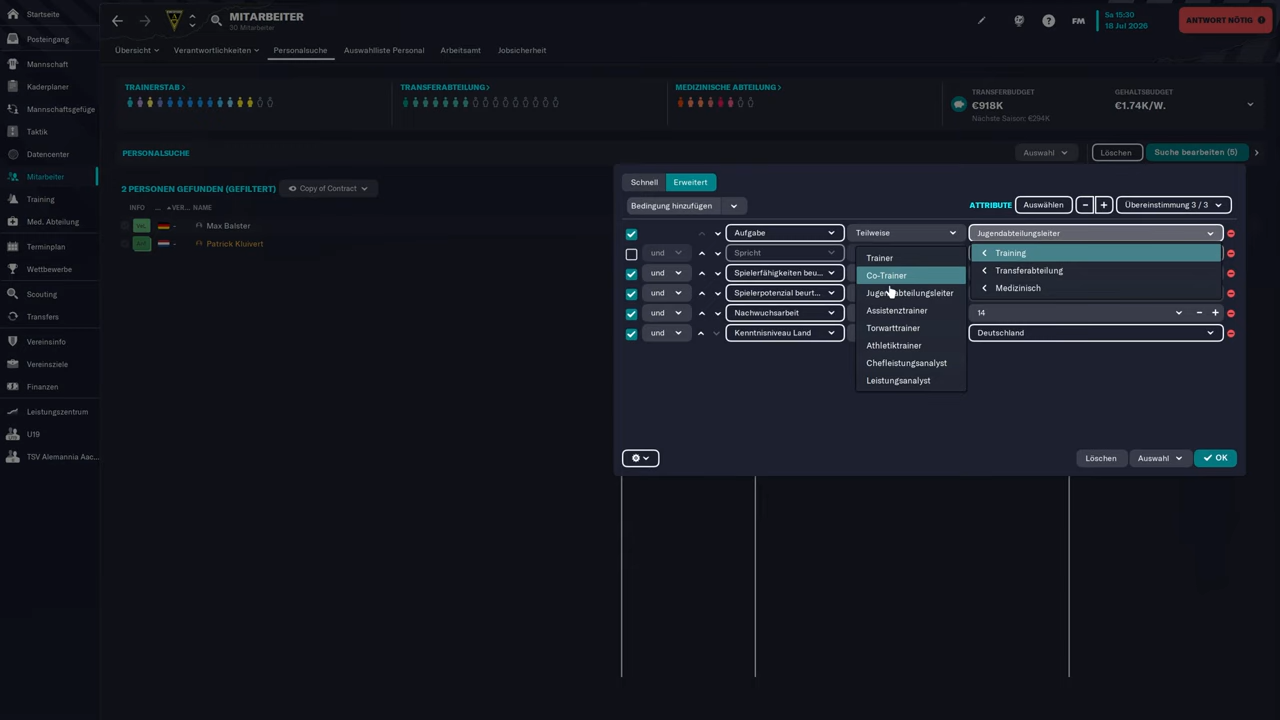 Startseite
Posteingang
Mannschaft
Kaderplaner
Mannschaftsgefüge
Taktik
Datencenter
Mitarbeiter
Training
Med. Abteilung
Terminplan
Wettbewerbe
Scouting
Transfers
Vereinsinfo
Vereinsziele
Finanzen
Leistungszentrum
U19
TSV Alemannia Aac...
MITARBEITER
30 Mitarbeiter
FM
Sa 15:30
18 Jul 2026
ANTWORT NÖTIG
Übersicht
Verantwortlichkeiten
Personalsuche
Auswahlliste Personal
Arbeitsamt
Jobsicherheit
TRAINERSTAB >
TRANSFERABTEILUNG >
MEDIZINISCHE ABTEILUNG >
TRANSFERBUDGET
€918K
Nächste Saison: €294K
GEHALTSBUDGET
€1.74K/W.
PERSONALSUCHE
Auswahl
Löschen
Suche bearbeiten (5)
2 PERSONEN GEFUNDEN (GEFILTERT)
Copy of Contract
INFO
VER...
NAME
- Max Balster
- Patrick Kluivert
Schnell
Erweitert
Bedingung hinzufügen
ATTRIBUTE
Auswählen
- +
Übereinstimmung 3 / 3
Aufgabe
Teilweise
Jugendabteilungsleiter
und
Spricht
und
Spielerfähigkeiten beu...
und
Spielerpotenzial beurt...
und
Nachwuchsarbeit
14
- +
und
Kenntnisniveau Land
Deutschland
Training
Transferabteilung
Medizinisch
Trainer
Co-Trainer
Jugendabteilungsleiter
Assistenztrainer
Torwarttrainer
Athletiktrainer
Chefleistungsanalyst
Leistungsanalyst
Löschen
Auswahl
OK